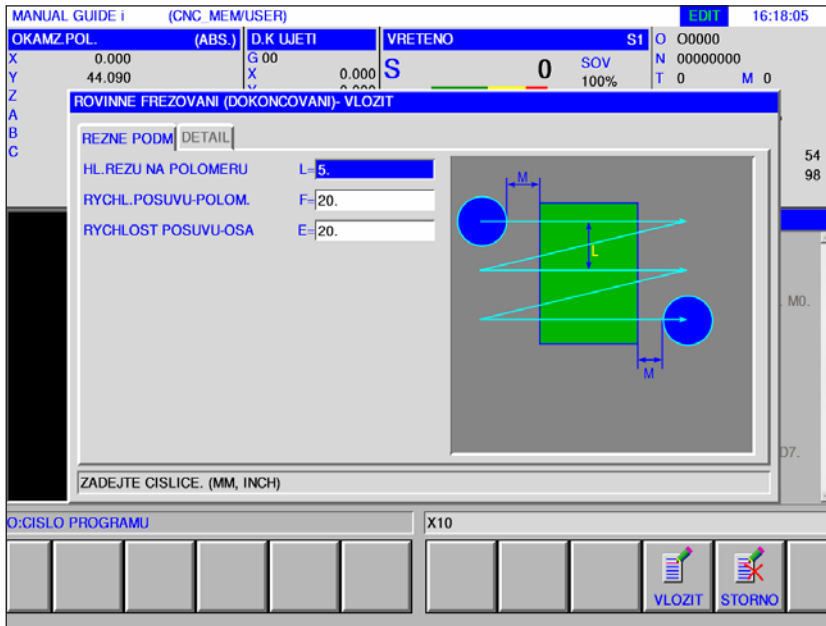 MANUAL GUIDE i (CNC_MEM/USER) EDIT 16:18:05
OKAMZ.POL. (ABS.) D.K UJETI VRETENO S1 O O0000
X 0.000 G 00 N 00000000
Y 44.090 X 0.000 S 0 SOV 100% T 0 M 0
Z
A
B
C
54
98
ROVINNE FREZOVANI (DOKONCOVANI)- VLOZIT
REZNE PODM DETAIL
HL.REZU NA POLOMERU L= 5.
RYCHL.POSUVU-POLOM. F= 20.
RYCHLOST POSUVU-OSA E= 20.
M
L
M
M0.
D7.
ZADEJTE CISLICE. (MM, INCH)
O:CISLO PROGRAMU X10
VLOZIT STORNO